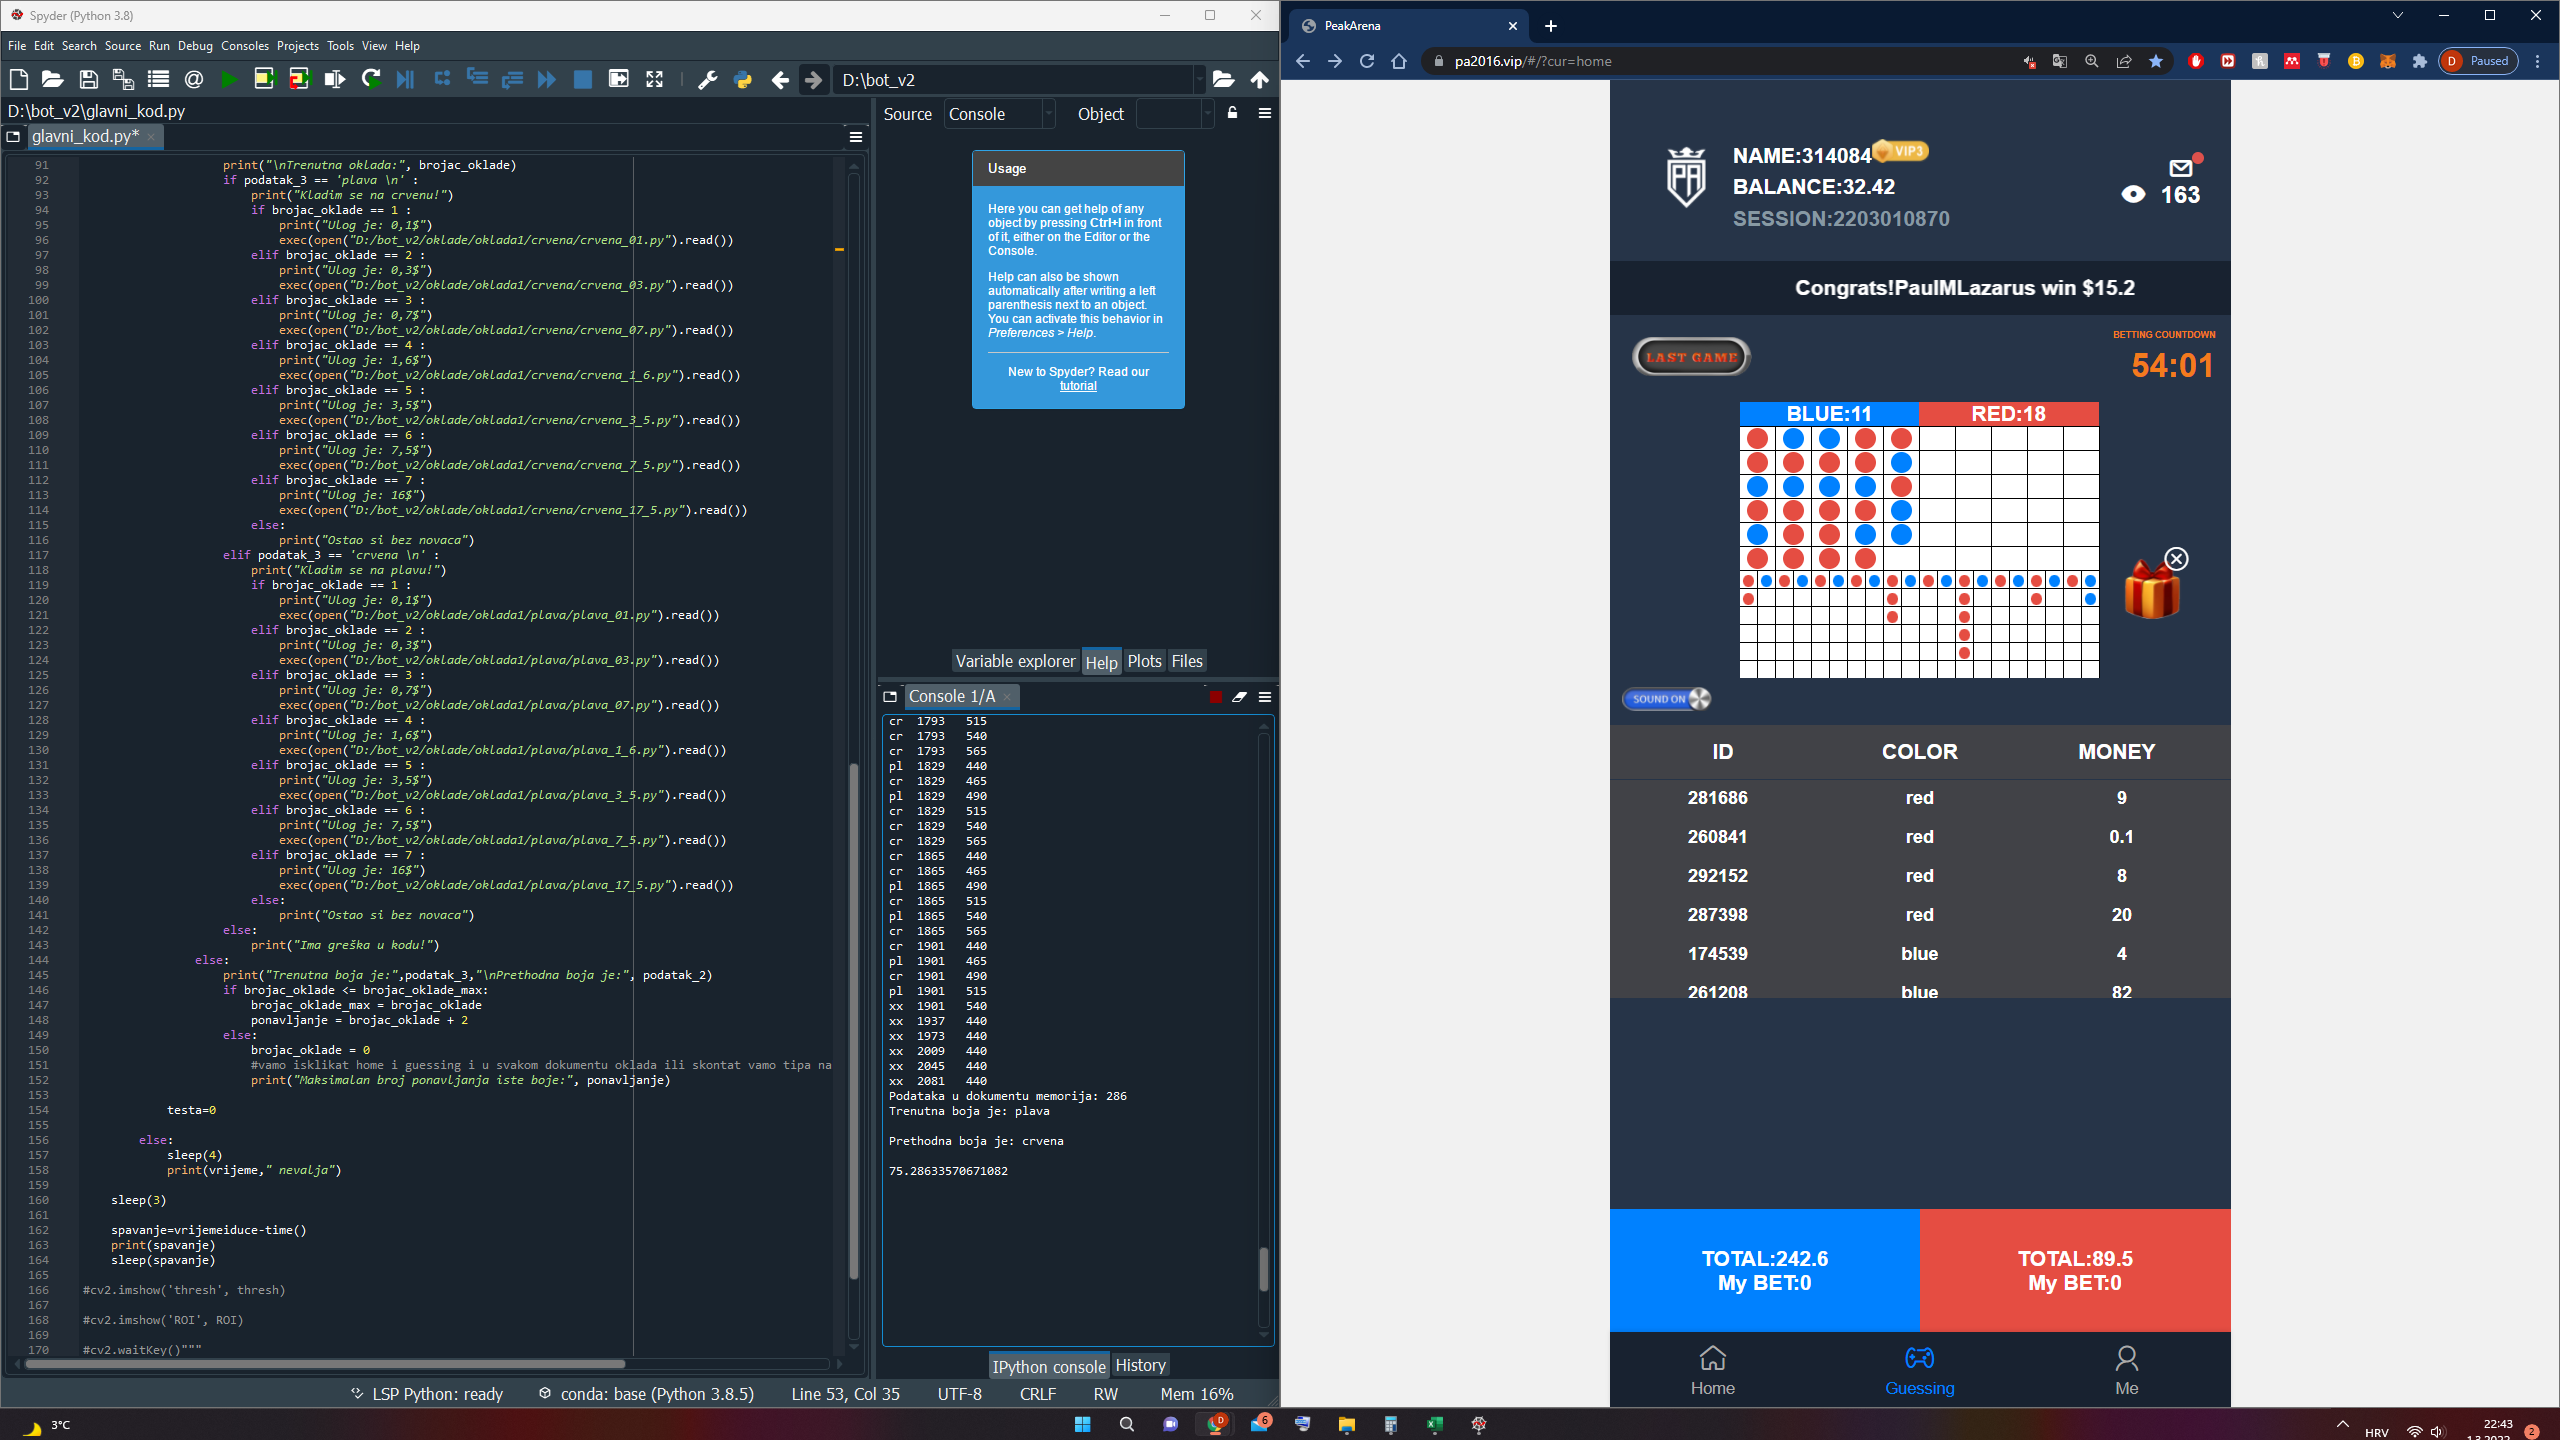 Spyder (Python 3.8)
File Edit Search Source Run Debug Consoles Projects Tools View Help
D:\bot_v2
D:\bot_v2\glavni_kod.py
glavni_kod.py*
91 print("\nTrenutna oklada:", brojac_oklade)
92 if podatak_3 == 'plava \n' :
93 print("Kladim se na crvenu!")
94 if brojac_oklade == 1 :
95 print("Ulog je: 0,1$")
96 exec(open("D:/bot_v2/oklade/oklada1/crvena/crvena_01.py").read())
97 elif brojac_oklade == 2 :
98 print("Ulog je: 0,3$")
99 exec(open("D:/bot_v2/oklade/oklada1/crvena/crvena_03.py").read())
100 elif brojac_oklade == 3 :
101 print("Ulog je: 0,7$")
102 exec(open("D:/bot_v2/oklade/oklada1/crvena/crvena_07.py").read())
103 elif brojac_oklade == 4 :
104 print("Ulog je: 1,6$")
105 exec(open("D:/bot_v2/oklade/oklada1/crvena/crvena_1_6.py").read())
106 elif brojac_oklade == 5 :
107 print("Ulog je: 3,5$")
108 exec(open("D:/bot_v2/oklade/oklada1/crvena/crvena_3_5.py").read())
109 elif brojac_oklade == 6 :
110 print("Ulog je: 7,5$")
111 exec(open("D:/bot_v2/oklade/oklada1/crvena/crvena_7_5.py").read())
112 elif brojac_oklade == 7 :
113 print("Ulog je: 16$")
114 exec(open("D:/bot_v2/oklade/oklada1/crvena/crvena_17_5.py").read())
115 else:
116 print("Ostao si bez novaca")
117 elif podatak_3 == 'crvena \n' :
118 print("Kladim se na plavu!")
119 if brojac_oklade == 1 :
120 print("Ulog je: 0,1$")
121 exec(open("D:/bot_v2/oklade/oklada1/plava/plava_01.py").read())
122 elif brojac_oklade == 2 :
123 print("Ulog je: 0,3$")
124 exec(open("D:/bot_v2/oklade/oklada1/plava/plava_03.py").read())
125 elif brojac_oklade == 3 :
126 print("Ulog je: 0,7$")
127 exec(open("D:/bot_v2/oklade/oklada1/plava/plava_07.py").read())
128 elif brojac_oklade == 4 :
129 print("Ulog je: 1,6$")
130 exec(open("D:/bot_v2/oklade/oklada1/plava/plava_1_6.py").read())
131 elif brojac_oklade == 5 :
132 print("Ulog je: 3,5$")
133 exec(open("D:/bot_v2/oklade/oklada1/plava/plava_3_5.py").read())
134 elif brojac_oklade == 6 :
135 print("Ulog je: 7,5$")
136 exec(open("D:/bot_v2/oklade/oklada1/plava/plava_7_5.py").read())
137 elif brojac_oklade == 7 :
138 print("Ulog je: 16$")
139 exec(open("D:/bot_v2/oklade/oklada1/plava/plava_17_5.py").read())
140 else:
141 print("Ostao si bez novaca")
142 else:
143 print("Ima greška u kodu!")
144 else:
145 print("Trenutna boja je:",podatak_3,"\nPrethodna boja je:", podatak_2)
146 if brojac_oklade <= brojac_oklade_max:
147 brojac_oklade_max = brojac_oklade
148 ponavljanje = brojac_oklade + 2
149 else:
150 brojac_oklade = 0
151 #vamo isklikat home i guessing i u svakom dokumentu oklada ili skontat vamo tipa na
152 print("Maksimalan broj ponavljanja iste boje:", ponavljanje)
153
154 testa=0
155
156 else:
157 sleep(4)
158 print(vrijeme," nevalja")
159
160 sleep(3)
161
162 spavanje=vrijemeiduce-time()
163 print(spavanje)
164 sleep(spavanje)
165
166 #cv2.imshow('thresh', thresh)
167
168 #cv2.imshow('ROI', ROI)
169
170 #cv2.waitKey()"""
Source Console Object
Usage
Here you can get help of any
object by pressing Ctrl+I in front
of it, either on the Editor or the
Console.
Help can also be shown
automatically after writing a left
parenthesis next to an object.
You can activate this behavior in
Preferences > Help.
New to Spyder? Read our
tutorial
Variable explorer Help Plots Files
Console 1/A
cr 1793 515
cr 1793 540
cr 1793 565
pl 1829 440
cr 1829 465
pl 1829 490
cr 1829 515
cr 1829 540
cr 1829 565
cr 1865 440
cr 1865 465
pl 1865 490
cr 1865 515
pl 1865 540
cr 1865 565
cr 1901 440
pl 1901 465
cr 1901 490
pl 1901 515
xx 1901 540
xx 1937 440
xx 1973 440
xx 2009 440
xx 2045 440
xx 2081 440
Podataka u dokumentu memorija: 286
Trenutna boja je: plava
Prethodna boja je: crvena
75.28633570671082
IPython console History
LSP Python: ready conda: base (Python 3.8.5) Line 53, Col 35 UTF-8 CRLF RW Mem 16%
PeakArena
pa2016.vip/#/?cur=home
D Paused
PA
NAME:314084 VIP3
BALANCE:32.42
SESSION:2203010870
163
Congrats!PaulMLazarus win $15.2
LAST GAME
BETTING COUNTDOWN
54:01
BLUE:11 RED:18
SOUND ON
ID COLOR MONEY
281686 red 9
260841 red 0.1
292152 red 8
287398 red 20
174539 blue 4
261208 blue 82
TOTAL:242.6
My BET:0
TOTAL:89.5
My BET:0
Home Guessing Me
3°C
6
HRV
22:43
1.3.2022.
2